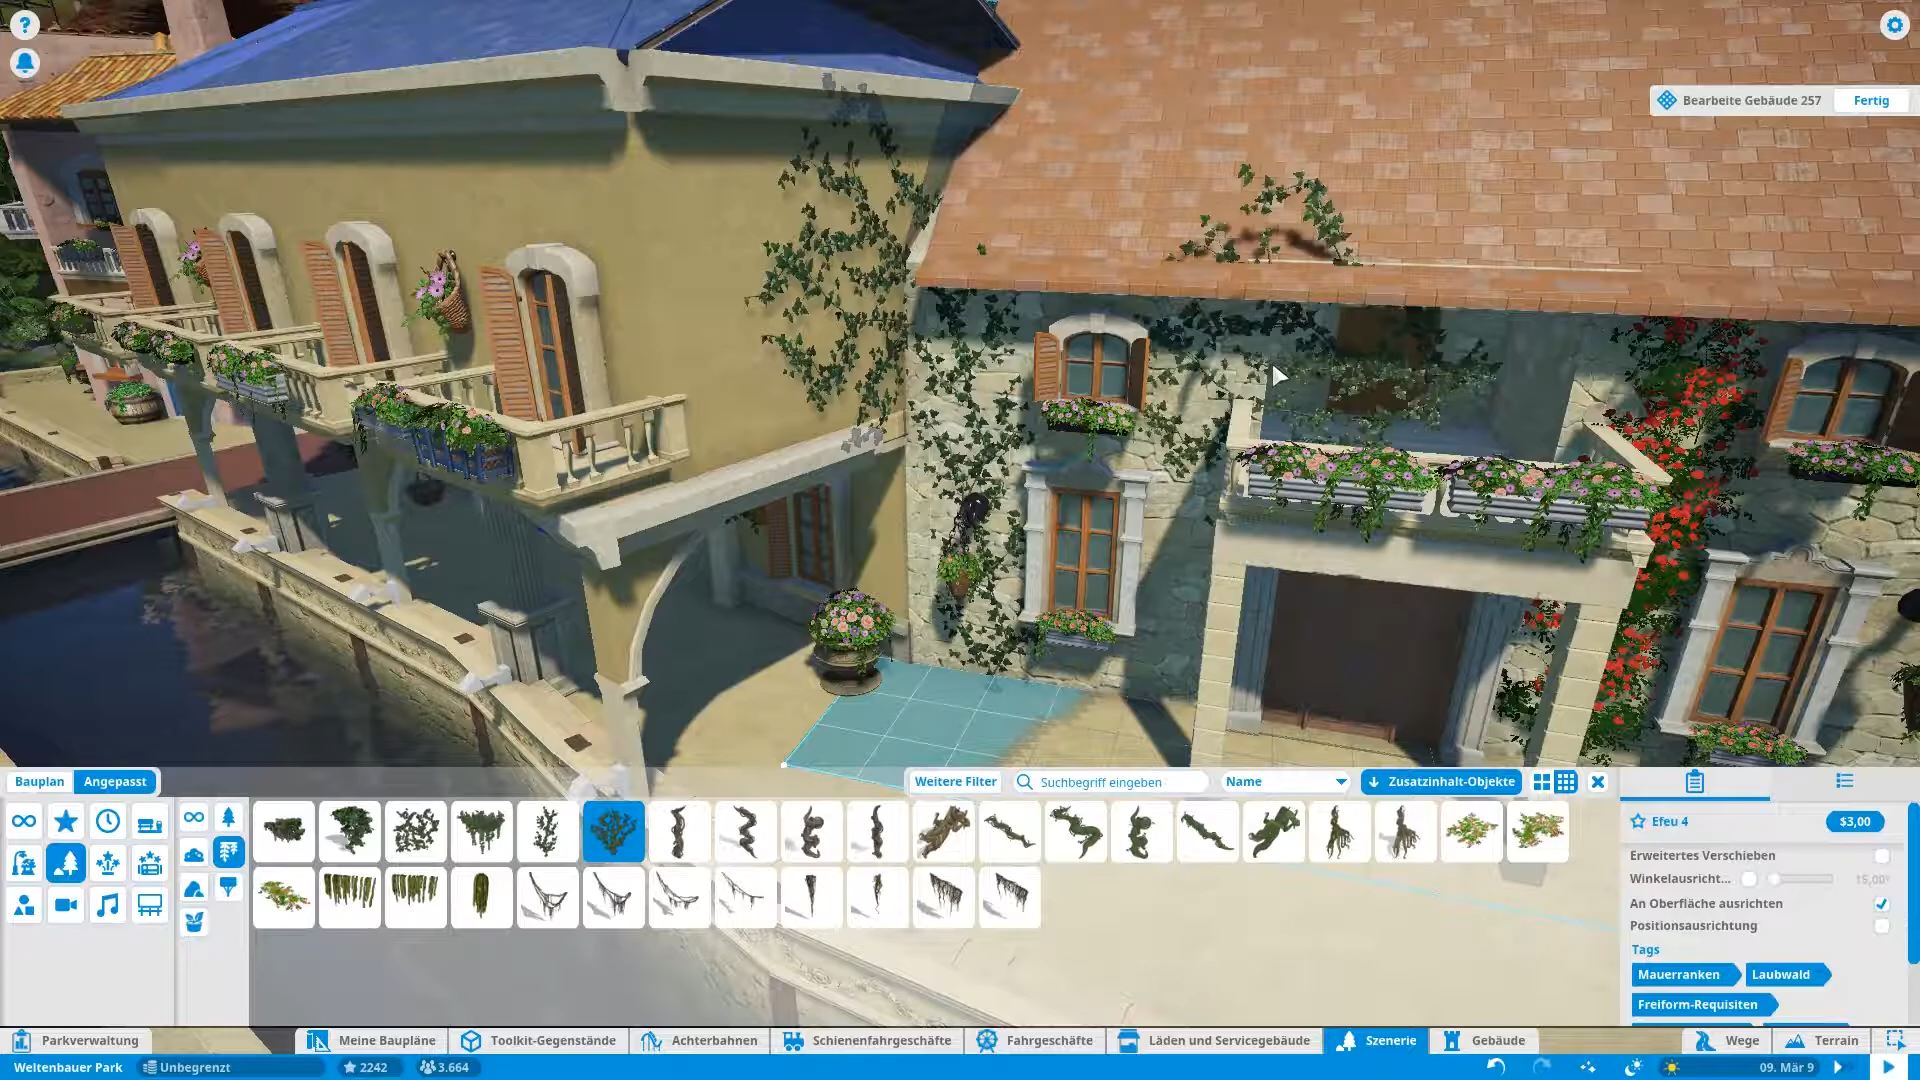 ?
Bearbeite Gebäude 257
Fertig
Bauplan
Angepasst
Weitere Filter
Suchbegriff eingeben
Name
Zusatzinhalt-Objekte
Efeu 4
$3,00
Erweitertes Verschieben
Winkelausricht...
15,00°
An Oberfläche ausrichten
Positionsausrichtung
Tags
Mauerranken
Laubwald
Freiform-Requisiten
Parkverwaltung
Meine Baupläne
Toolkit-Gegenstände
Achterbahnen
Schienenfahrgeschäfte
Fahrgeschäfte
Läden und Servicegebäude
Szenerie
Gebäude
Wege
Terrain
Weltenbauer Park
Unbegrenzt
2242
3.664
09. Mär 9